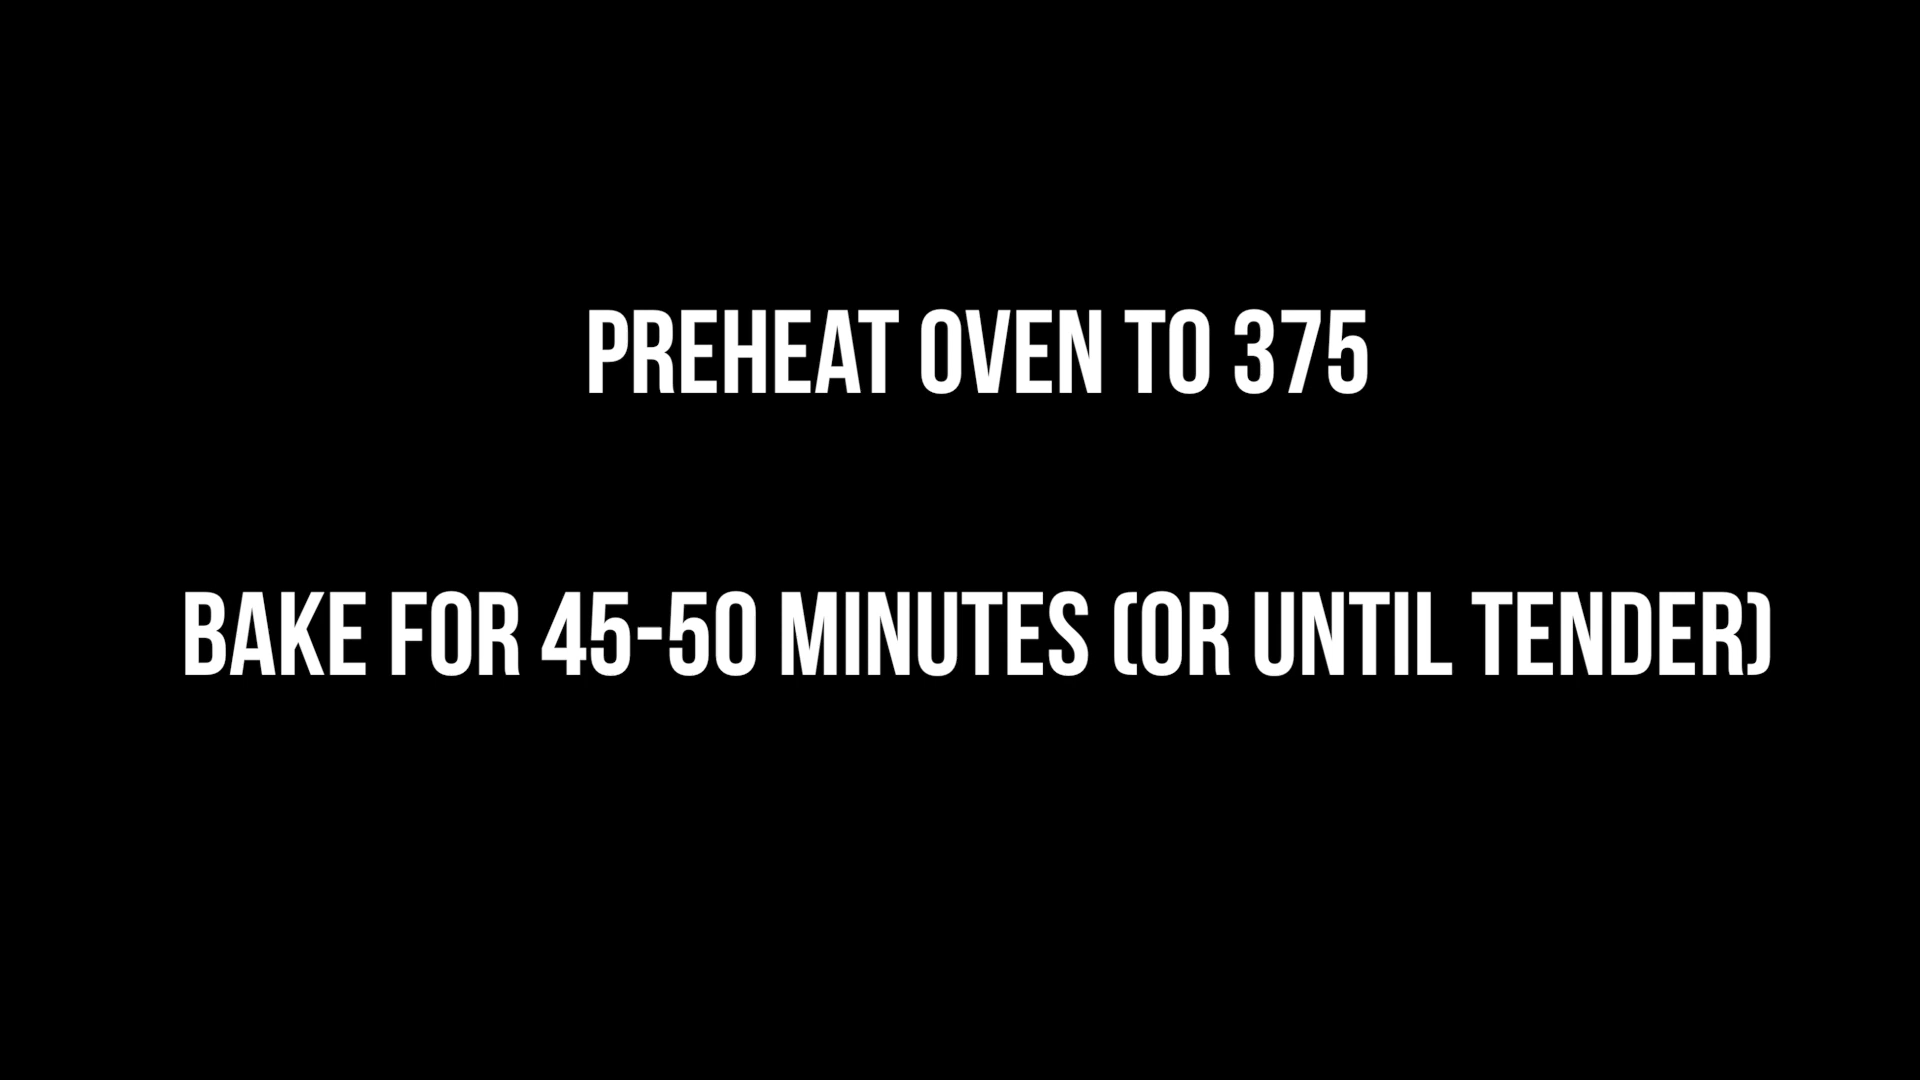 PREHEAT OVEN TO 375
BAKE FOR 45-50 MINUTES (OR UNTIL TENDER)